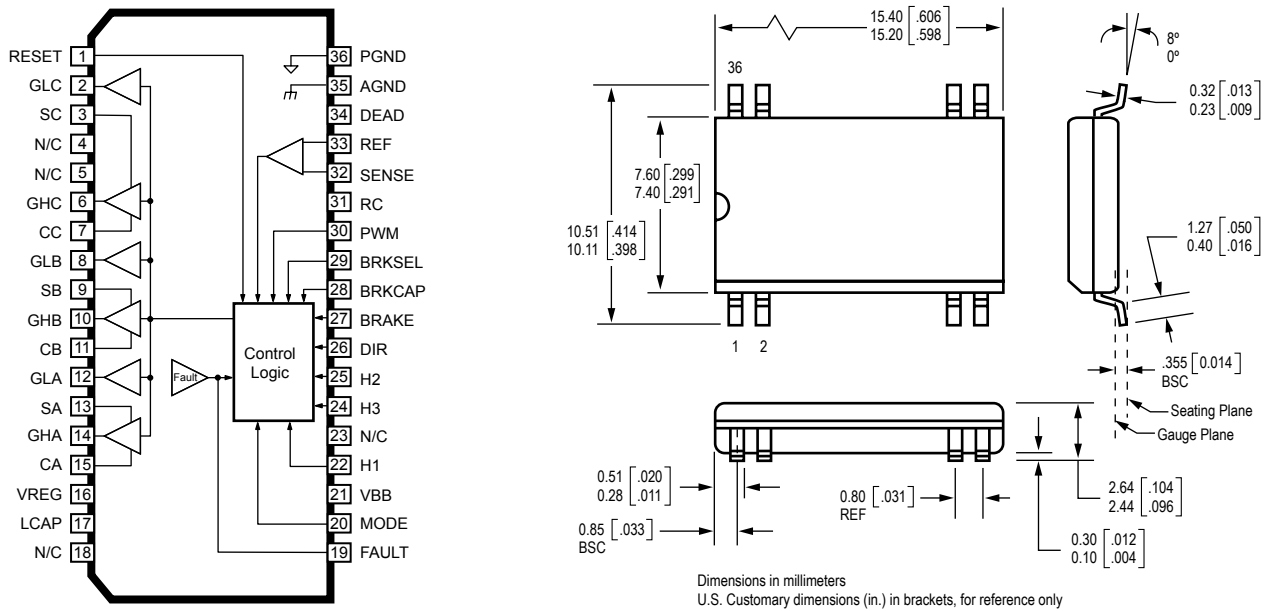 RESET 1
GLC 2
SC 3
N/C 4
N/C 5
GHC 6
CC 7
GLB 8
SB 9
GHB 10
CB 11
GLA 12
SA 13
GHA 14
CA 15
VREG 16
LCAP 17
N/C 18
36 PGND
35 AGND
34 DEAD
33 REF
32 SENSE
31 RC
30 PWM
29 BRKSEL
28 BRKCAP
27 BRAKE
26 DIR
25 H2
24 H3
23 N/C
22 H1
21 VBB
20 MODE
19 FAULT
Control
Logic
Fault
15.40 [.606]
15.20 [.598]
36
7.60 [.299]
7.40 [.291]
10.51 [.414]
10.11 [.398]
1 2
8º
0º
0.32 [.013]
0.23 [.009]
1.27 [.050]
0.40 [.016]
.355 [0.014]
BSC
Seating Plane
Gauge Plane
0.51 [.020]
0.28 [.011]
0.85 [.033]
BSC
0.80 [.031]
REF
2.64 [.104]
2.44 [.096]
0.30 [.012]
0.10 [.004]
Dimensions in millimeters
U.S. Customary dimensions (in.) in brackets, for reference only